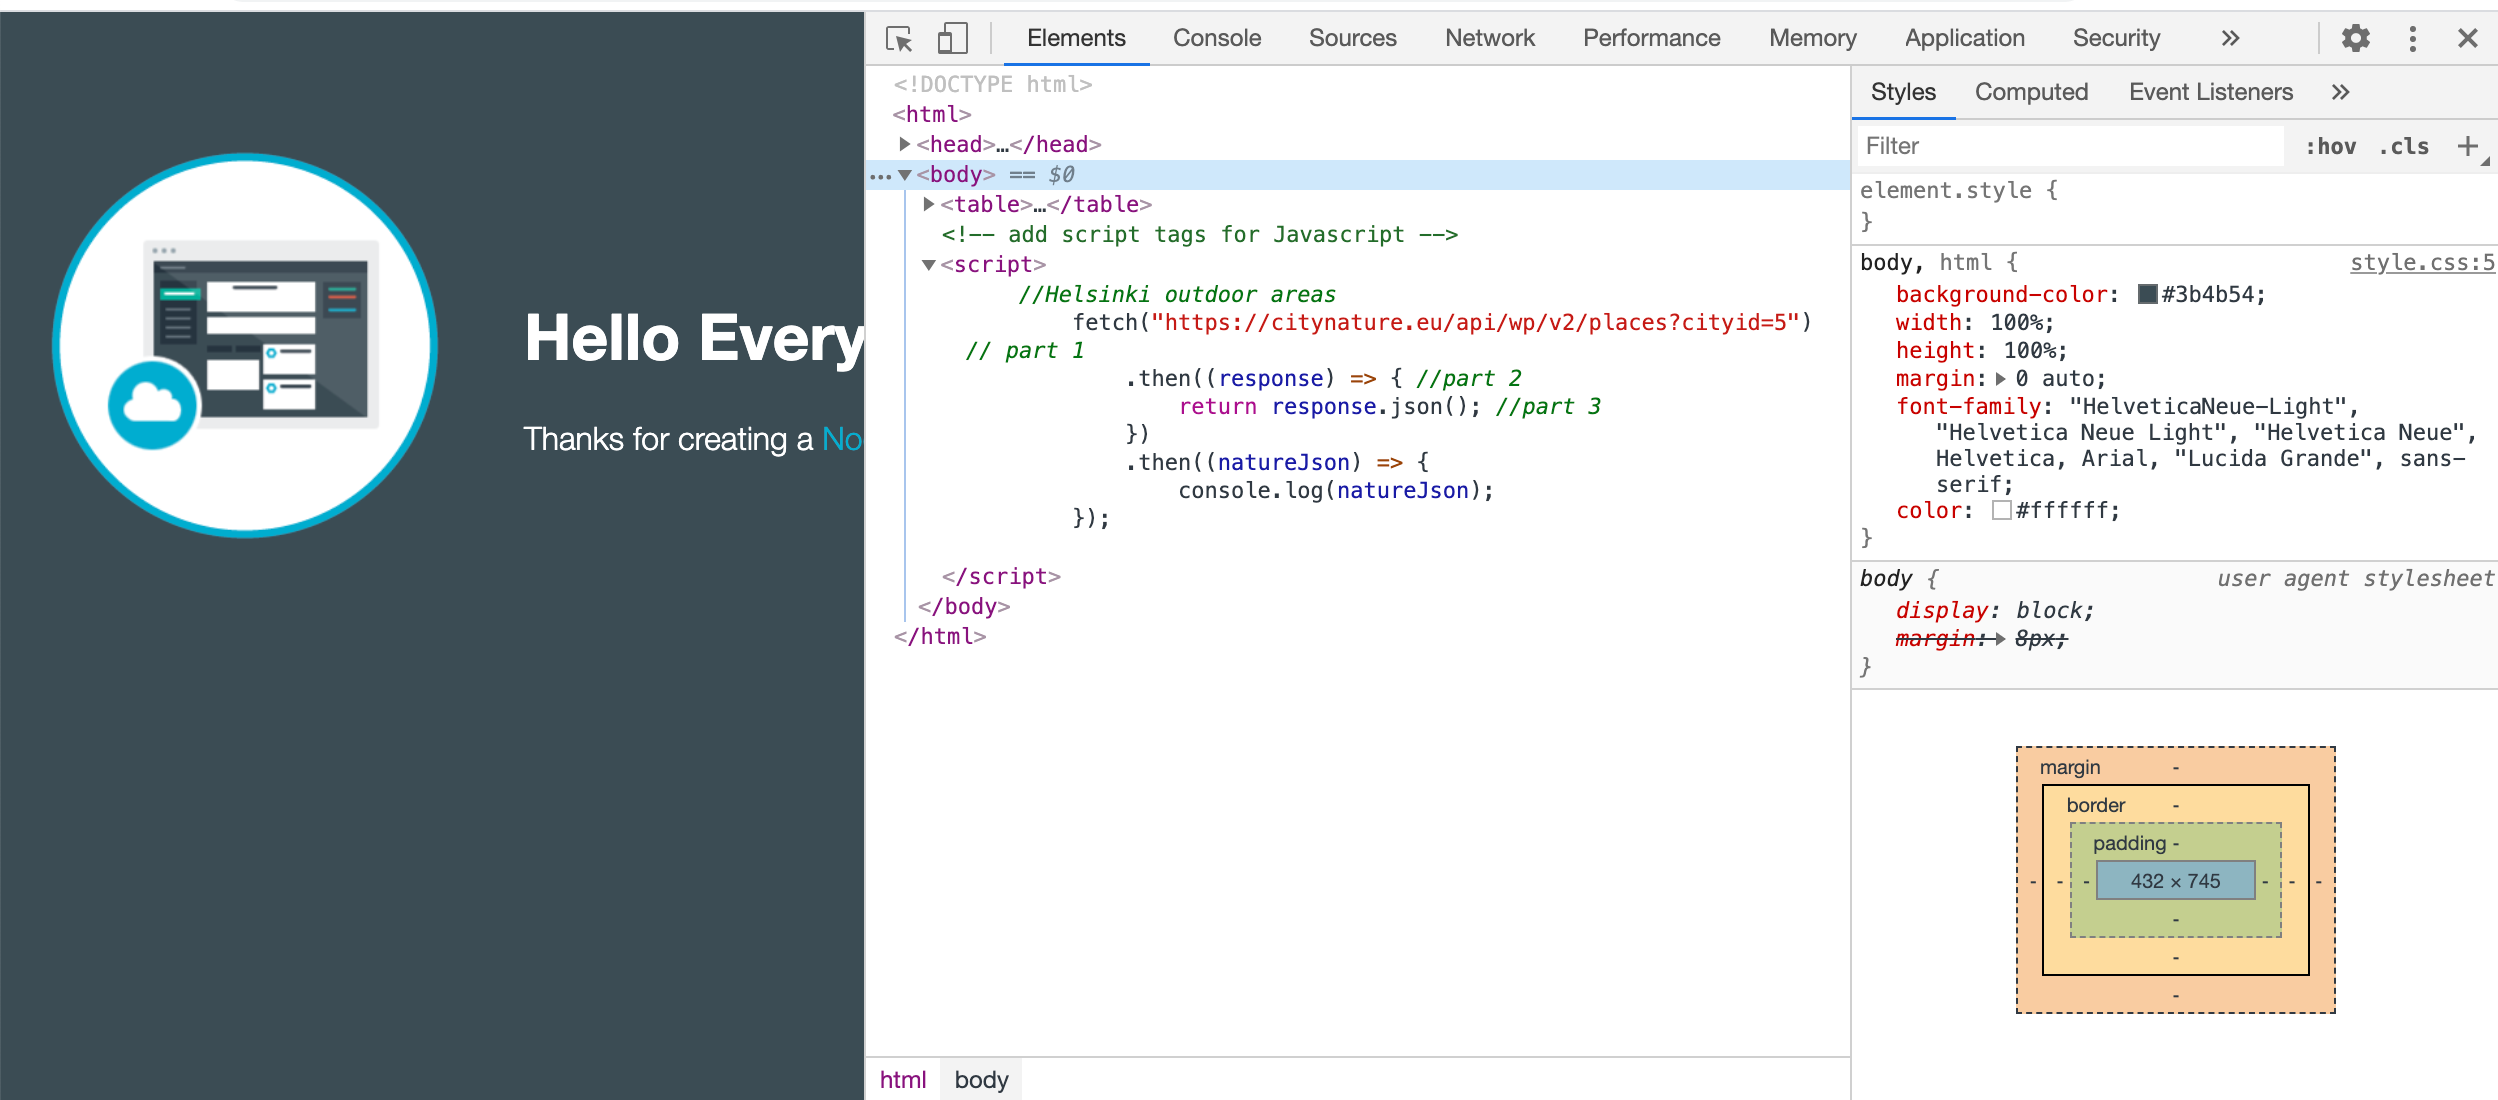 Hello Every
Thanks for creating a No
Elements Console Sources Network Performance Memory Application Security »
<!DOCTYPE html>
<html>
<head>…</head>
<body> == $0
<table>…</table>
<!-- add script tags for Javascript -->
<script>
//Helsinki outdoor areas
fetch("https://citynature.eu/api/wp/v2/places?cityid=5")
// part 1
.then((response) => { //part 2
return response.json(); //part 3
})
.then((natureJson) => {
console.log(natureJson);
});
</script>
</body>
</html>
html body
Styles Computed Event Listeners »
Filter :hov .cls +
element.style {
}
body, html { style.css:5
background-color: #3b4b54;
width: 100%;
height: 100%;
margin: 0 auto;
font-family: "HelveticaNeue-Light",
"Helvetica Neue Light", "Helvetica Neue",
Helvetica, Arial, "Lucida Grande", sans-
serif;
color: #ffffff;
}
body { user agent stylesheet
display: block;
margin: 8px;
}
margin -
border -
padding -
- - - 432 × 745 - - -
-
-
-